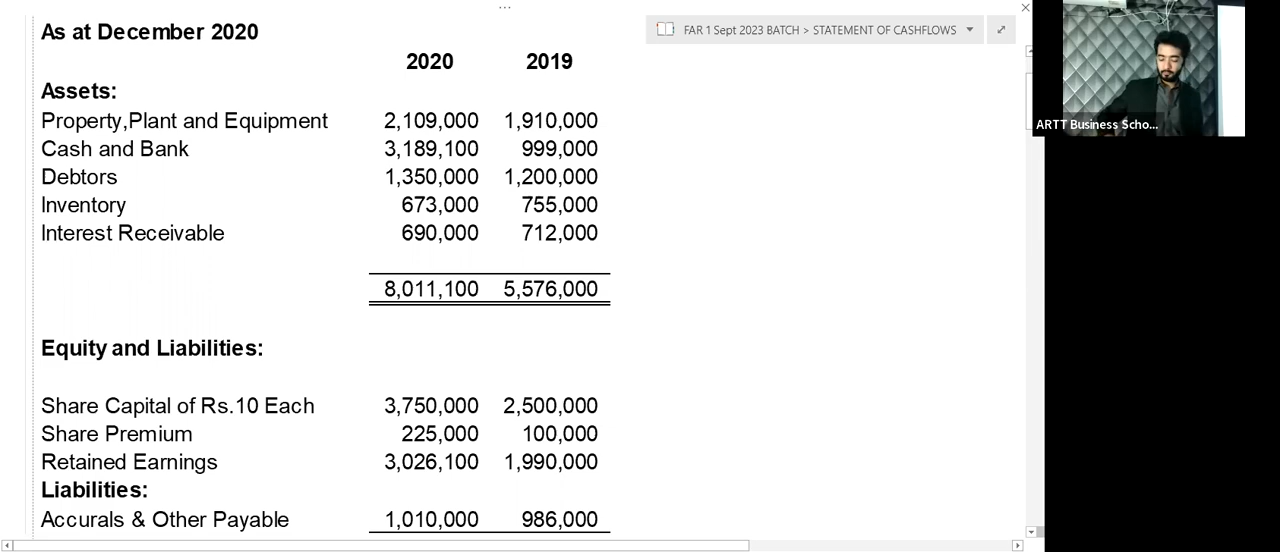 As at December 2020
FAR 1 Sept 2023 BATCH > STATEMENT OF CASHFLOWS
2020 2019
Assets:
Property,Plant and Equipment 2,109,000 1,910,000
Cash and Bank 3,189,100 999,000
Debtors 1,350,000 1,200,000
Inventory 673,000 755,000
Interest Receivable 690,000 712,000
8,011,100 5,576,000
Equity and Liabilities:
Share Capital of Rs.10 Each 3,750,000 2,500,000
Share Premium 225,000 100,000
Retained Earnings 3,026,100 1,990,000
Liabilities:
Accurals & Other Payable 1,010,000 986,000
ARTT Business Scho...